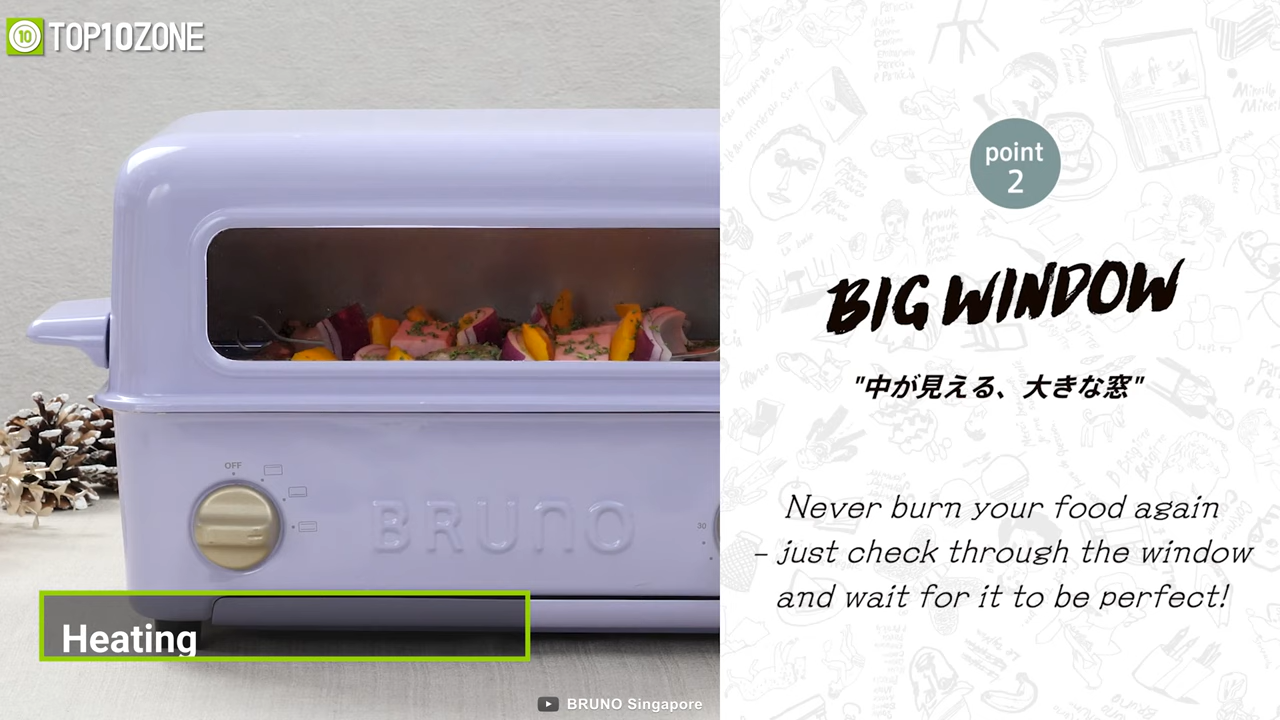 10 TOP10ZONE
point
2
BIG WINDOW
"中が見える、大きな窓"
Never burn your food again
– just check through the window
and wait for it to be perfect!
OFF
BRUNO
30
Heating
BRUNO Singapore